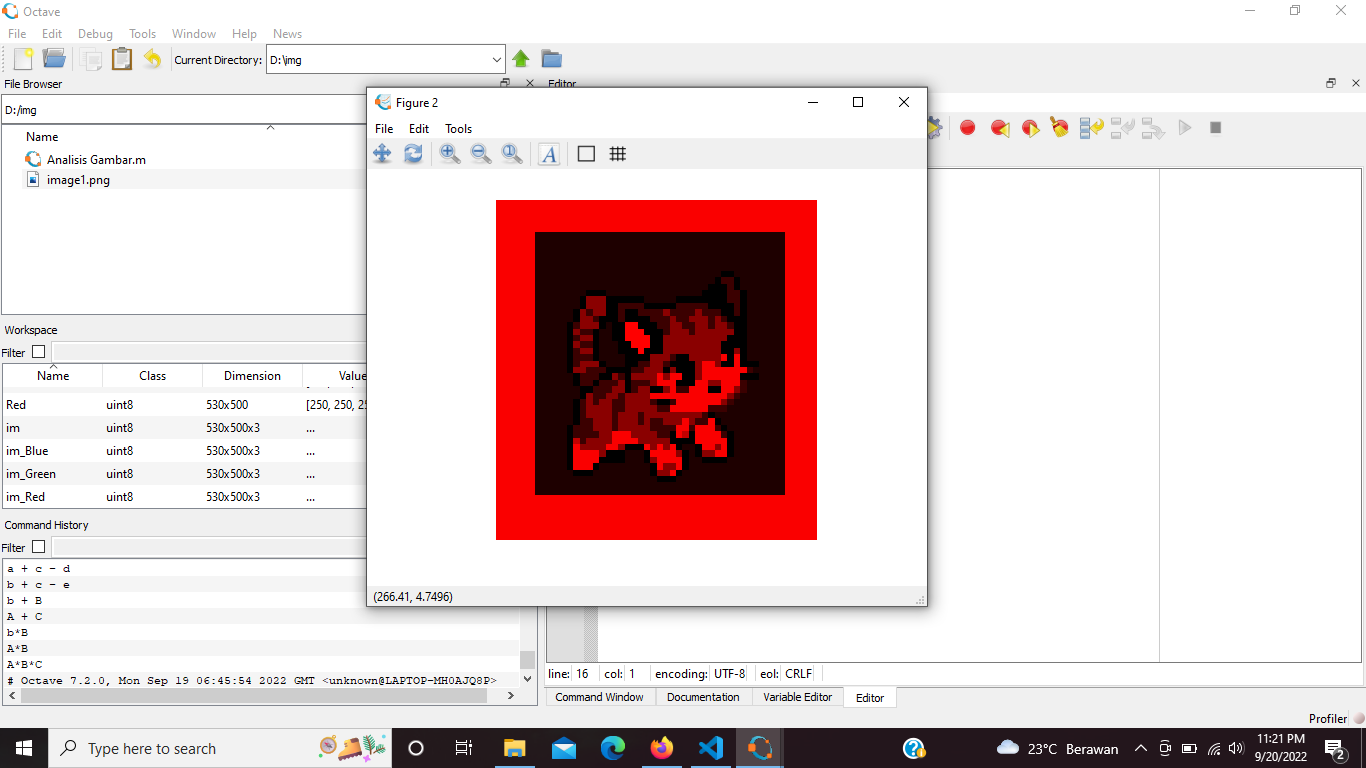 Octave
File Edit Debug Tools Window Help News
Current Directory: D:\img
File Browser
Editor
D:/img
Name
Analisis Gambar.m
image1.png
Workspace
Filter
Name Class Dimension Value
Red uint8 530x500 [250, 250, 25
im uint8 530x500x3 ...
im_Blue uint8 530x500x3 ...
im_Green uint8 530x500x3 ...
im_Red uint8 530x500x3 ...
Command History
Filter
a + c - d
b + c - e
b + B
A + C
b*B
A*B
A*B*C
# Octave 7.2.0, Mon Sep 19 06:45:54 2022 GMT <unknown@LAPTOP-MH0AJQ8P>
Figure 2
File Edit Tools
A
(266.41, 4.7496)
line: 16 col: 1 encoding: UTF-8 eol: CRLF
Command Window Documentation Variable Editor Editor
Profiler
Type here to search
23°C Berawan
11:21 PM
9/20/2022
2